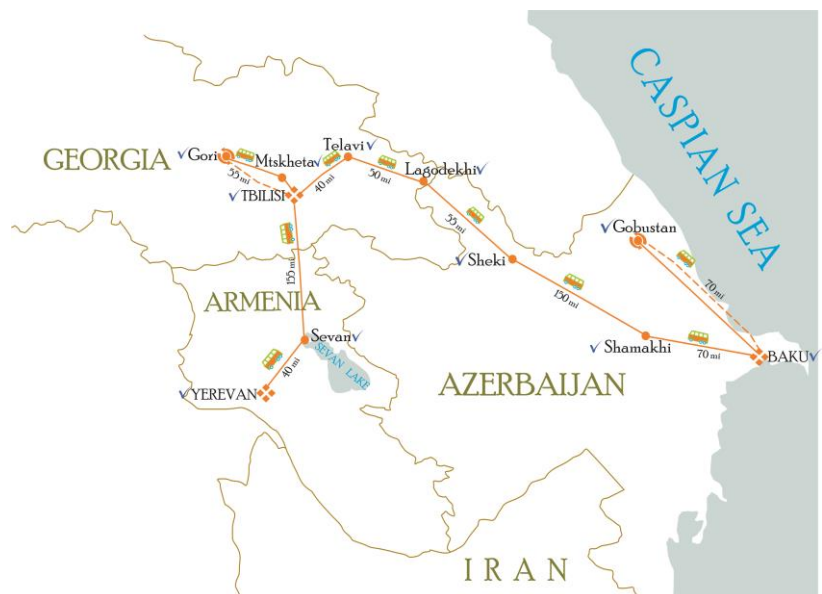 CASPIAN SEA
GEORGIA
Gori
Mtskheta
Telavi
55 mi
TBILISI
40 mi
50 mi
Lagodekhi
55 mi
Gobustan
Sheki
155 mi
150 mi
70 mi
ARMENIA
Sevan
SEVAN LAKE
40 mi
YEREVAN
Shamakhi
70 mi
BAKU
AZERBAIJAN
IRAN